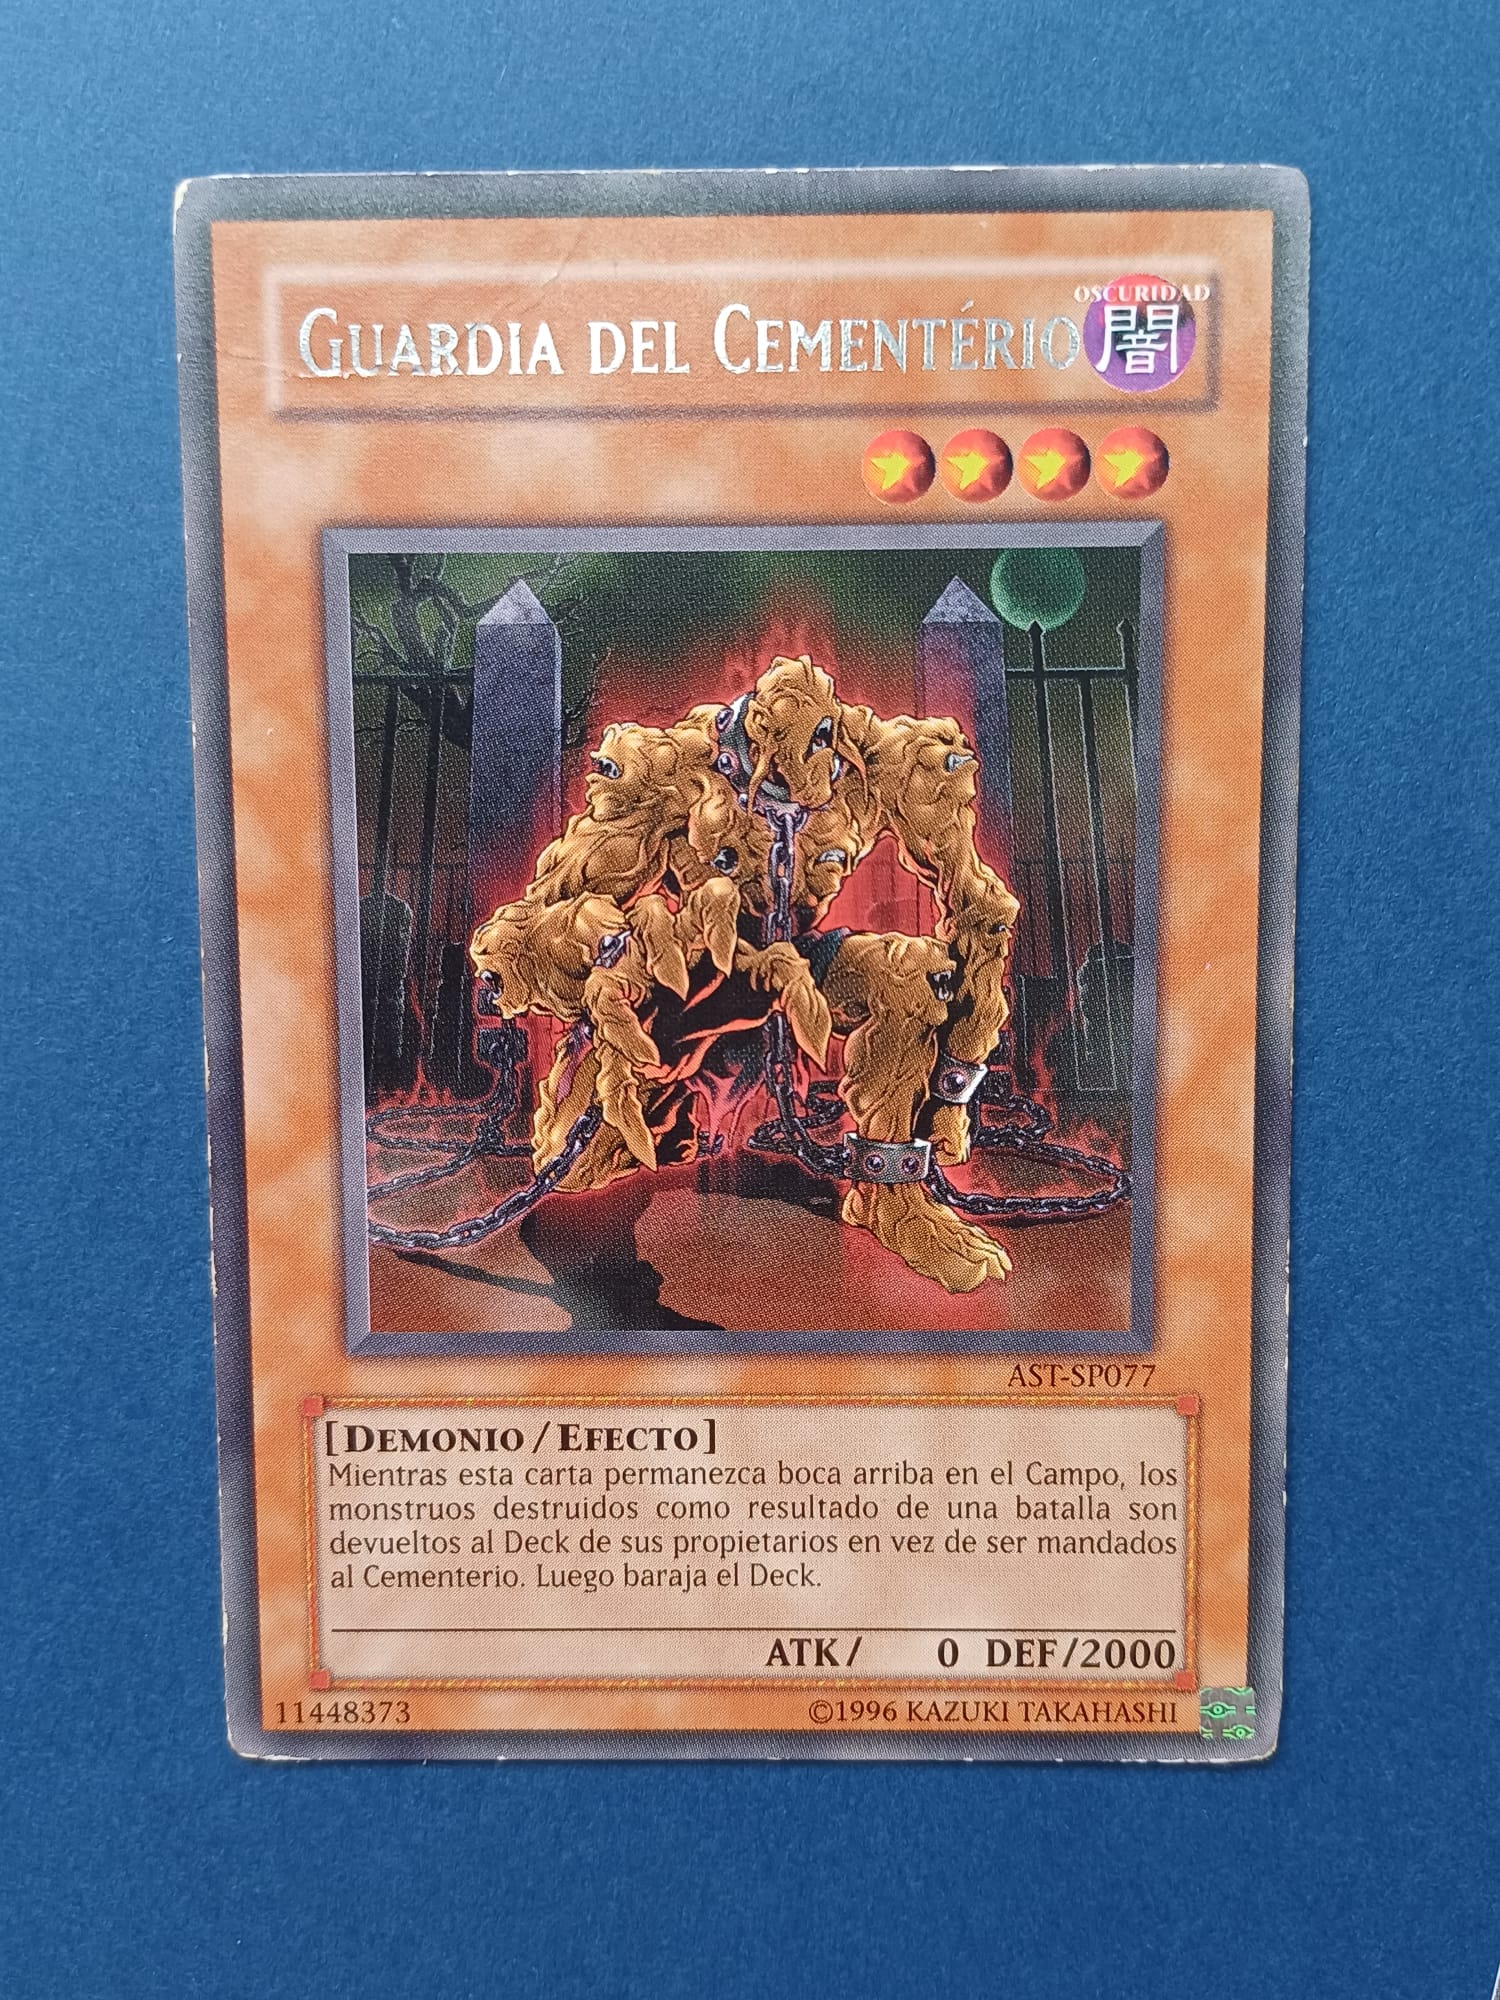 GUARDIA DEL CEMENTÉRIO
OSCURIDAD
闇
AST-SP077
[DEMONIO/EFECTO]
Mientras esta carta permanezca boca arriba en el Campo, los
monstruos destruidos como resultado de una batalla son
devueltos al Deck de sus propietarios en vez de ser mandados
al Cementerio. Luego baraja el Deck.
ATK/ 0 DEF/2000
11448373 ©1996 KAZUKI TAKAHASHI